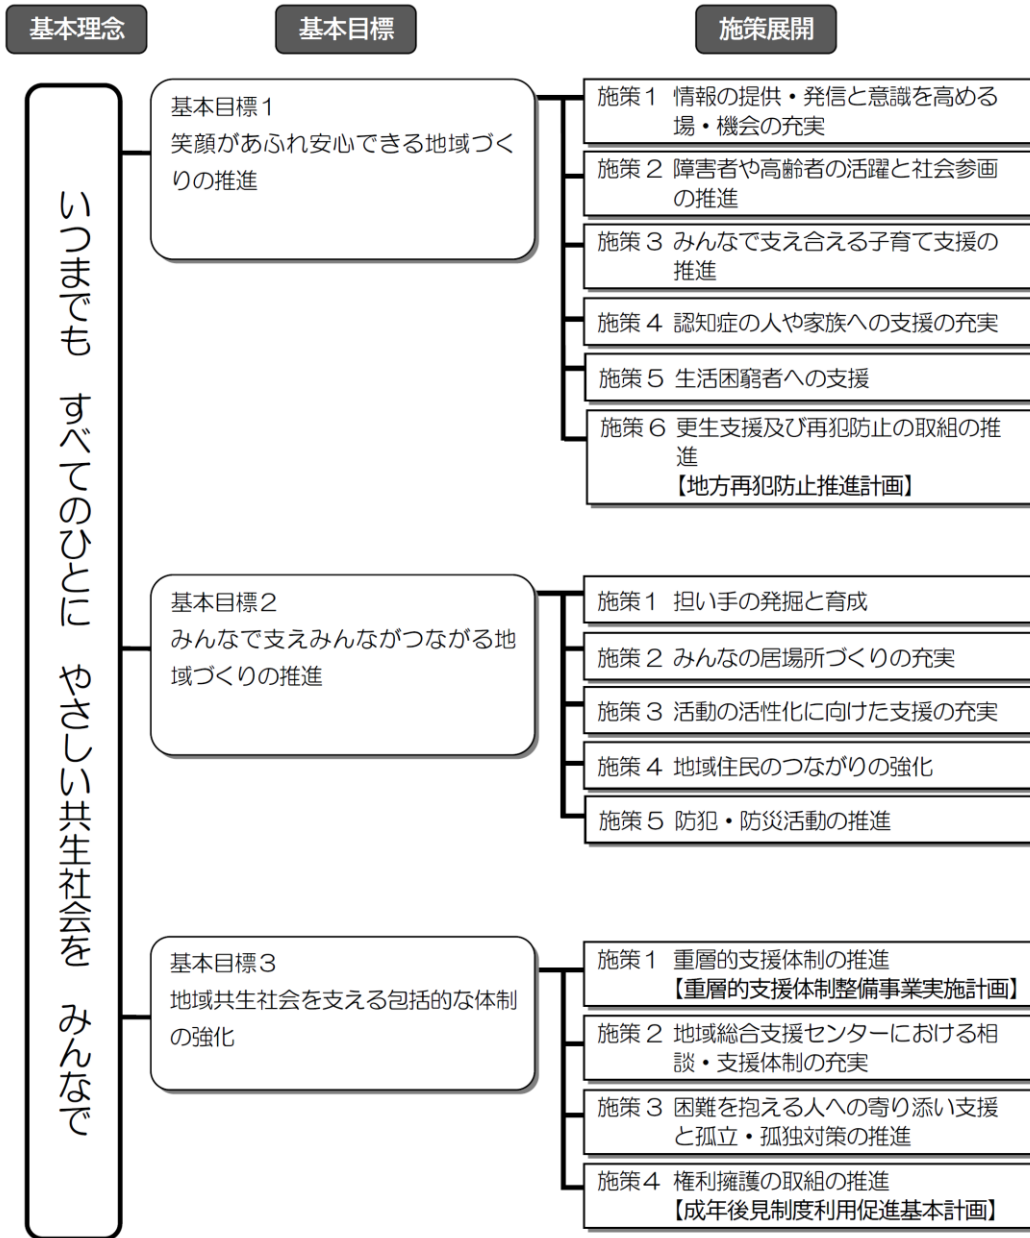 基本理念
基本目標
施策展開
いつまでも すべてのひとに やさしい共生社会を みんなで
基本目標１
笑顔があふれ安心できる地域づく
りの推進
施策１ 情報の提供・発信と意識を高める
場・機会の充実
施策２ 障害者や高齢者の活躍と社会参画
の推進
施策３ みんなで支え合える子育て支援の
推進
施策４ 認知症の人や家族への支援の充実
施策５ 生活困窮者への支援
施策６ 更生支援及び再犯防止の取組の推
進
【地方再犯防止推進計画】
基本目標２
みんなで支えみんながつながる地
域づくりの推進
施策１ 担い手の発掘と育成
施策２ みんなの居場所づくりの充実
施策３ 活動の活性化に向けた支援の充実
施策４ 地域住民のつながりの強化
施策５ 防犯・防災活動の推進
基本目標３
地域共生社会を支える包括的な体制
の強化
施策１ 重層的支援体制の推進
【重層的支援体制整備事業実施計画】
施策２ 地域総合支援センターにおける相
談・支援体制の充実
施策３ 困難を抱える人への寄り添い支援
と孤立・孤独対策の推進
施策４ 権利擁護の取組の推進
【成年後見制度利用促進基本計画】